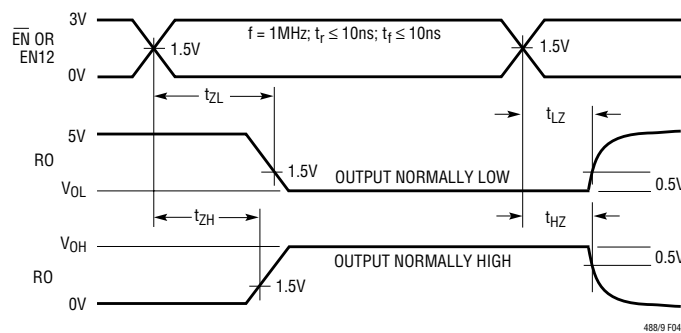 3V
EN OR
EN12
f = 1MHz; tr ≤ 10ns; tf ≤ 10ns
1.5V
1.5V
0V
tZL
tLZ
5V
RO
1.5V
OUTPUT NORMALLY LOW
0.5V
VOL
tZH
tHZ
VOH
OUTPUT NORMALLY HIGH
0.5V
RO
1.5V
0V
488/9 F04